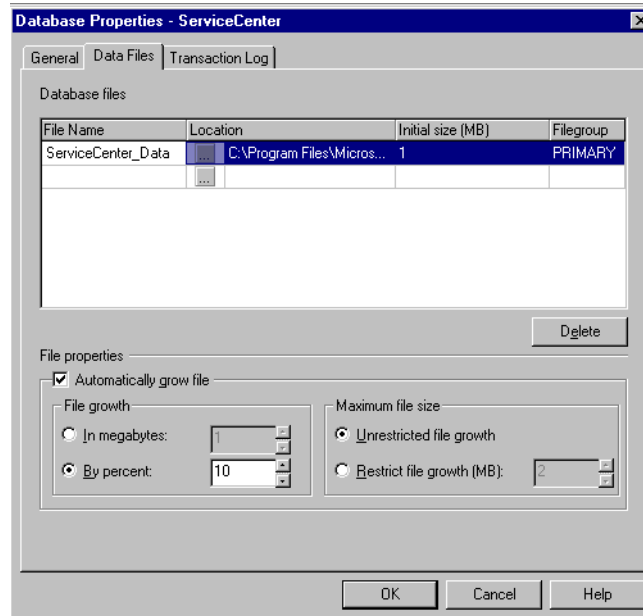 Database Properties - ServiceCenter
General Data Files Transaction Log
Database files
File Name Location Initial size (MB) Filegroup
ServiceCenter_Data ... C:\Program Files\Micros... 1 PRIMARY
...
Delete
File properties
Automatically grow file
File growth Maximum file size
In megabytes: 1 Unrestricted file growth
By percent: 10 Restrict file growth (MB): 2
OK Cancel Help